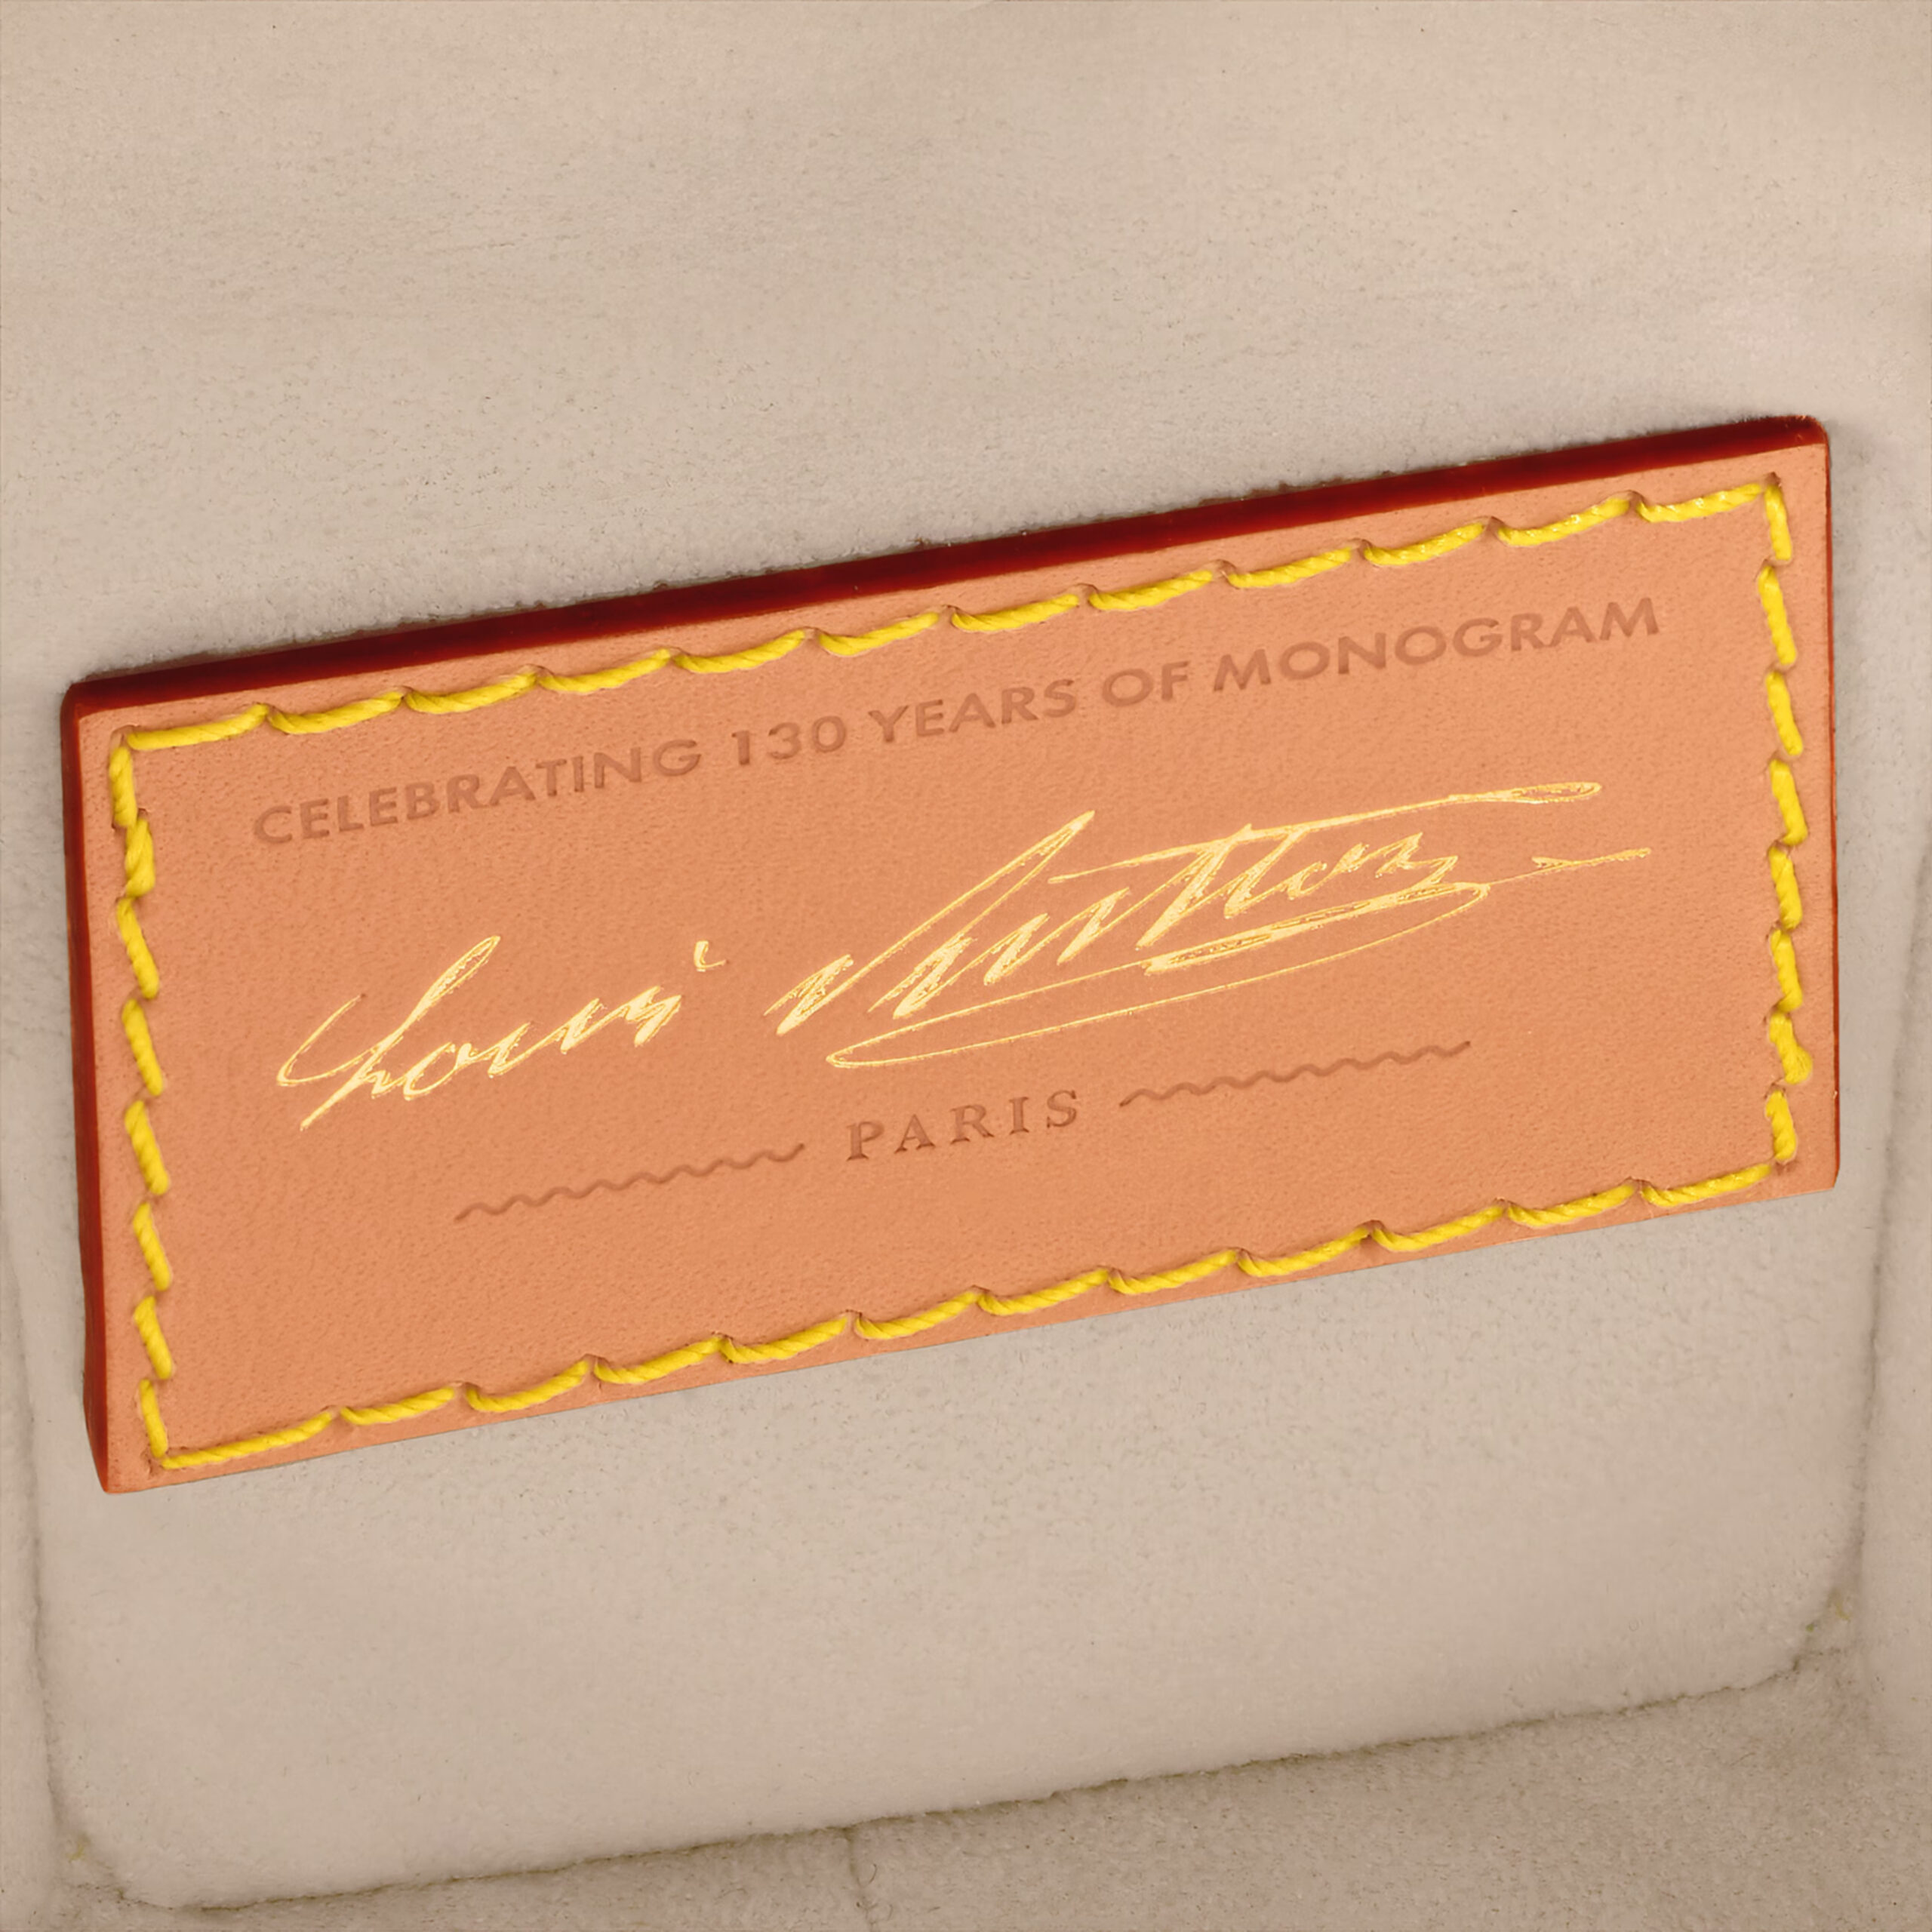 CELEBRATING 130 YEARS OF MONOGRAM
Louis Vuitton
PARIS